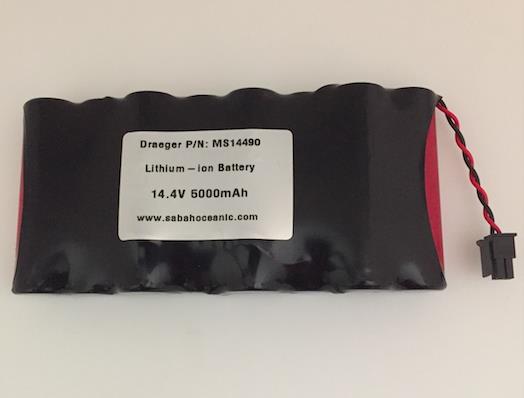 Draeger P/N: MS14490
Lithium – ion Battery
14.4V 5000mAh
www.sabahoceanic.com